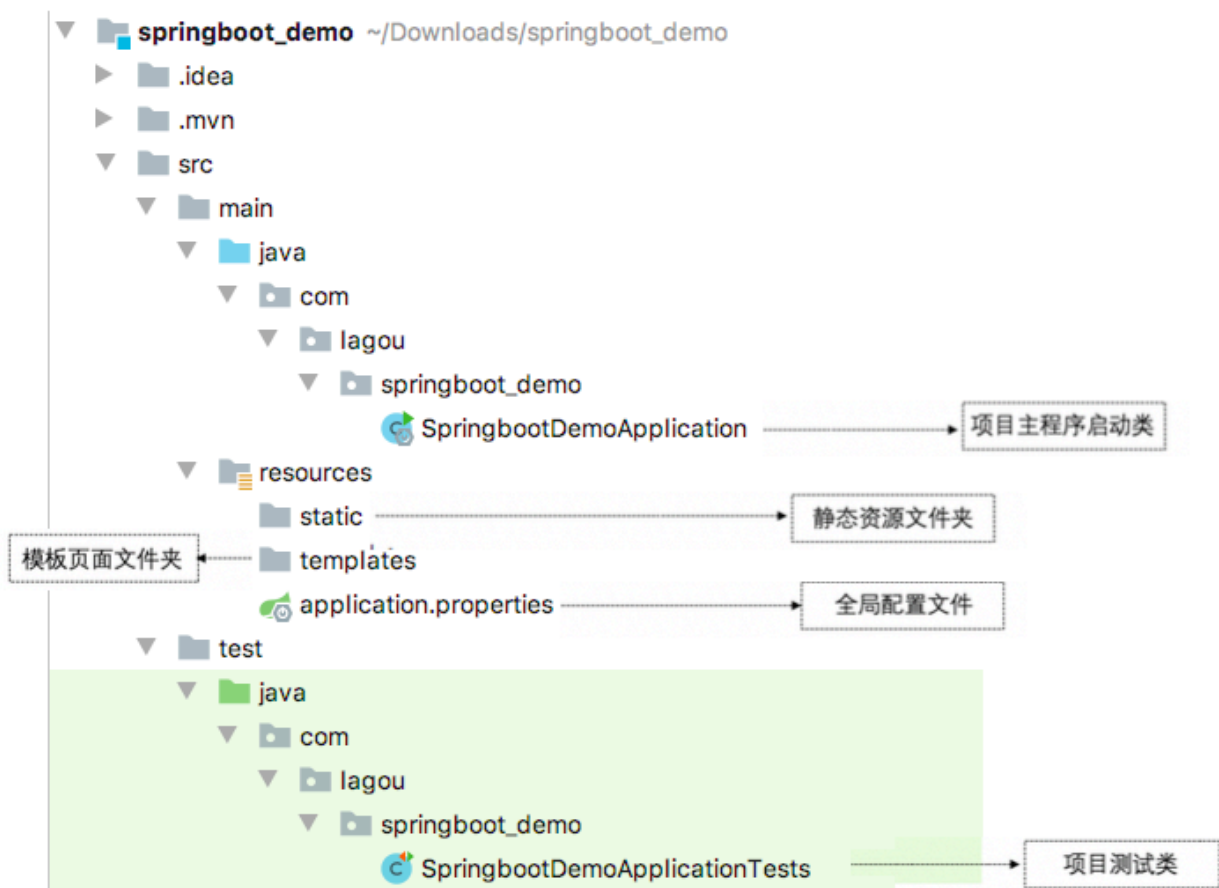 springboot_demo ~/Downloads/springboot_demo
.idea
.mvn
src
main
java
com
lagou
springboot_demo
SpringbootDemoApplication 项目主程序启动类
resources
static 静态资源文件夹
模板页面文件夹 templates
application.properties 全局配置文件
test
java
com
lagou
springboot_demo
SpringbootDemoApplicationTests 项目测试类